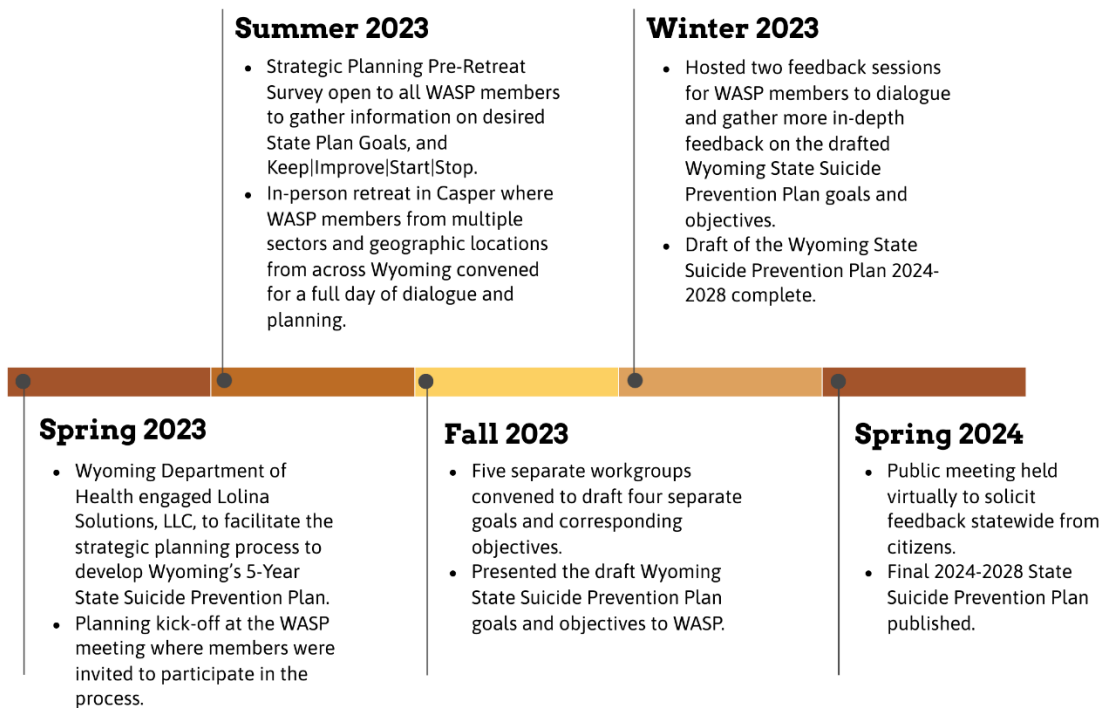 Summer 2023
• Strategic Planning Pre-Retreat
Survey open to all WASP members
to gather information on desired
State Plan Goals, and
Keep|Improve|Start|Stop.
• In-person retreat in Casper where
WASP members from multiple
sectors and geographic locations
from across Wyoming convened
for a full day of dialogue and
planning.
Winter 2023
• Hosted two feedback sessions
for WASP members to dialogue
and gather more in-depth
feedback on the drafted
Wyoming State Suicide
Prevention Plan goals and
objectives.
• Draft of the Wyoming State
Suicide Prevention Plan 2024-
2028 complete.
Spring 2023
• Wyoming Department of
Health engaged Lolina
Solutions, LLC, to facilitate the
strategic planning process to
develop Wyoming's 5-Year
State Suicide Prevention Plan.
• Planning kick-off at the WASP
meeting where members were
invited to participate in the
process.
Fall 2023
• Five separate workgroups
convened to draft four separate
goals and corresponding
objectives.
• Presented the draft Wyoming
State Suicide Prevention Plan
goals and objectives to WASP.
Spring 2024
• Public meeting held
virtually to solicit
feedback statewide from
citizens.
• Final 2024-2028 State
Suicide Prevention Plan
published.